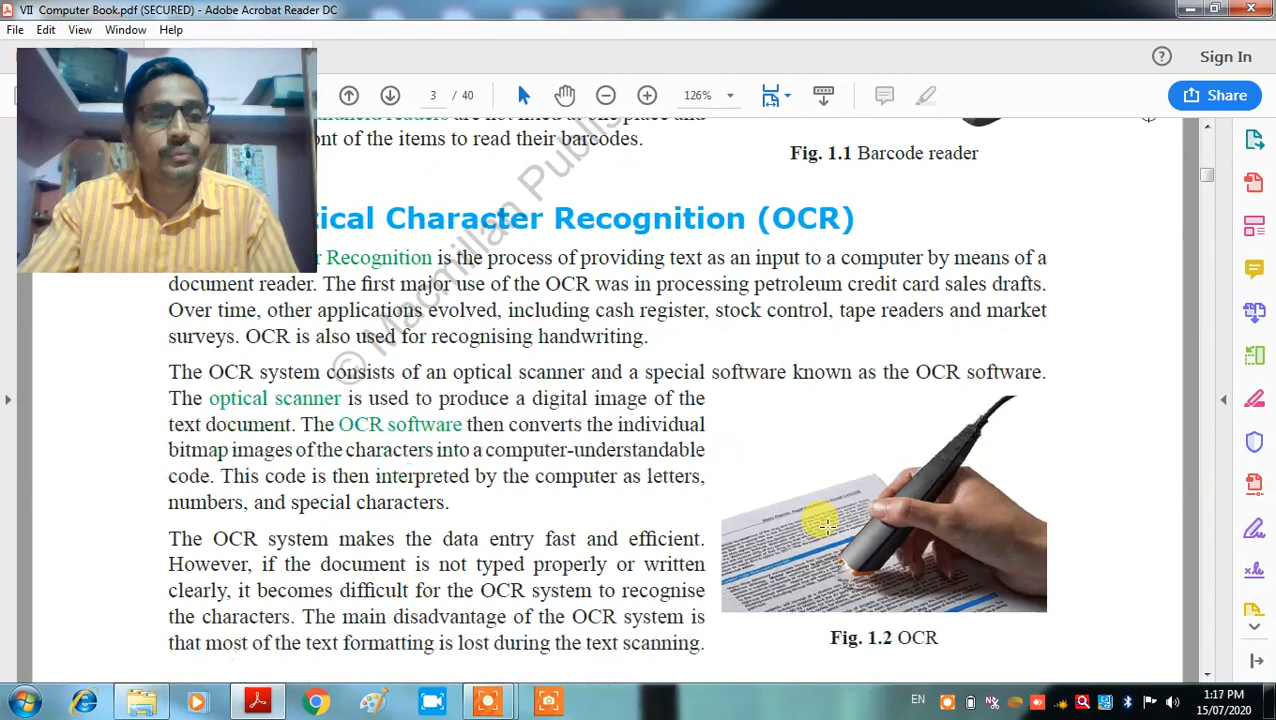 VII Computer Book.pdf (SECURED) - Adobe Acrobat Reader DC
File Edit View Window Help
Sign In
3 / 40
126%
Share
are not fixed at one place and
ont of the items to read their barcodes.
Fig. 1.1 Barcode reader
tical Character Recognition (OCR)
Recognition is the process of providing text as an input to a computer by means of a
document reader. The first major use of the OCR was in processing petroleum credit card sales drafts.
Over time, other applications evolved, including cash register, stock control, tape readers and market
surveys. OCR is also used for recognising handwriting.
The OCR system consists of an optical scanner and a special software known as the OCR software.
The optical scanner is used to produce a digital image of the
text document. The OCR software then converts the individual
bitmap images of the characters into a computer-understandable
code. This code is then interpreted by the computer as letters,
numbers, and special characters.
The OCR system makes the data entry fast and efficient.
However, if the document is not typed properly or written
clearly, it becomes difficult for the OCR system to recognise
the characters. The main disadvantage of the OCR system is
that most of the text formatting is lost during the text scanning.
Fig. 1.2 OCR
© Macmillan Publis
EN
1:17 PM
15/07/2020